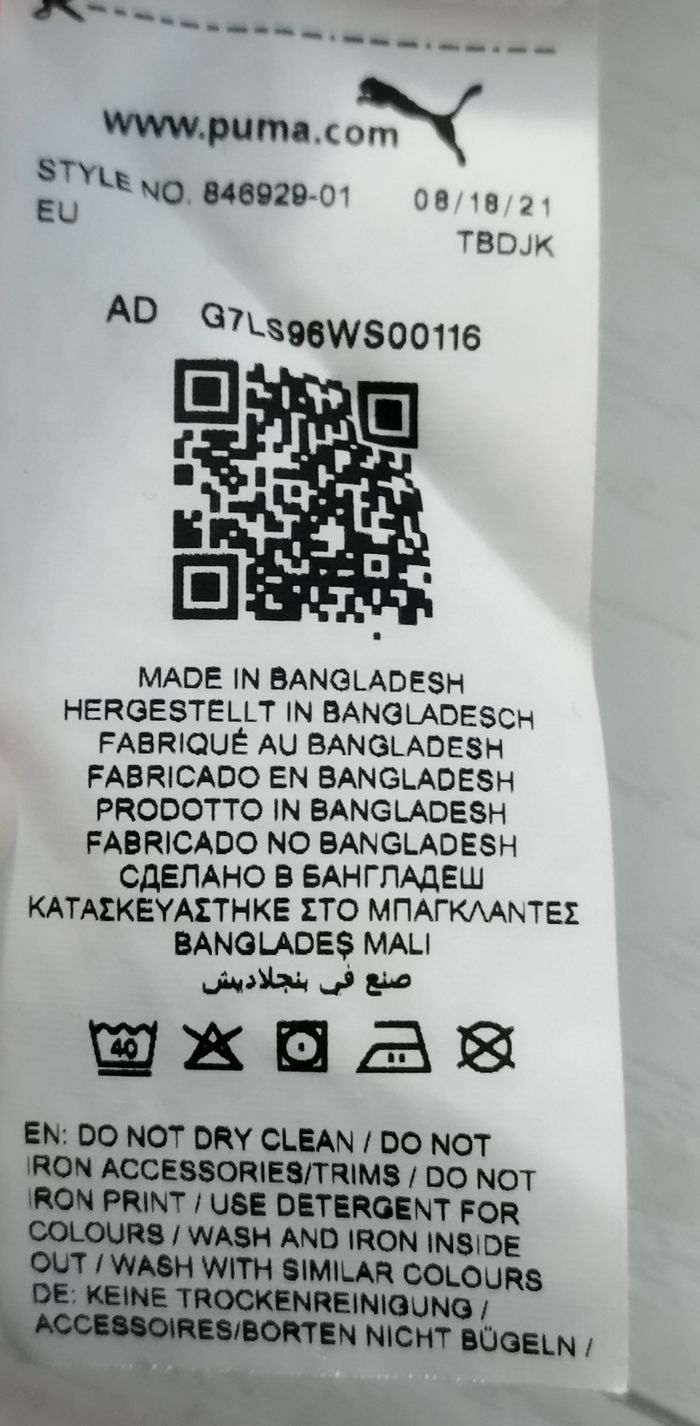 www.puma.com
STYLE NO. 846929-01 08/18/21
EU TBDJK
AD G7LS96WS00116
MADE IN BANGLADESH
HERGESTELLT IN BANGLADESCH
FABRIQUÉ AU BANGLADESH
FABRICADO EN BANGLADESH
PRODOTTO IN BANGLADESH
FABRICADO NO BANGLADESH
СДЕЛАНО В БАНГЛАДЕШ
ΚΑΤΑΣΚΕΥΑΣΤΗΚΕ ΣΤΟ ΜΠΑΓΚΛΑΝΤΕΣ
BANGLADEŞ MALI
صنع في بنجلاديش
40
EN: DO NOT DRY CLEAN / DO NOT
IRON ACCESSORIES/TRIMS / DO NOT
IRON PRINT / USE DETERGENT FOR
COLOURS / WASH AND IRON INSIDE
OUT / WASH WITH SIMILAR COLOURS
DE: KEINE TROCKENREINIGUNG /
ACCESSOIRES/BORTEN NICHT BÜGELN /